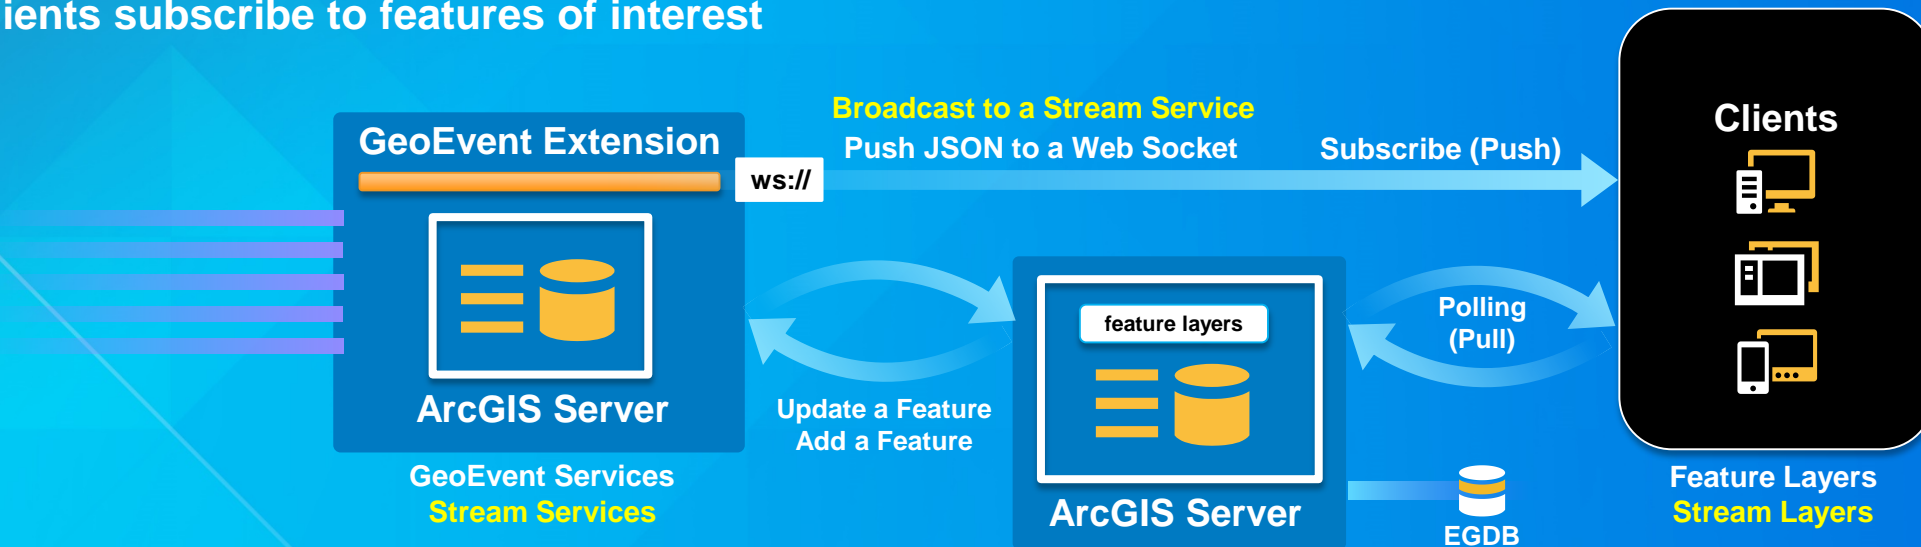 ients subscribe to features of interest
GeoEvent Extension
ws://
Broadcast to a Stream Service
Push JSON to a Web Socket
Subscribe (Push)
Clients
ArcGIS Server
GeoEvent Services
Stream Services
Update a Feature
Add a Feature
feature layers
ArcGIS Server
Polling
(Pull)
EGDB
Feature Layers
Stream Layers